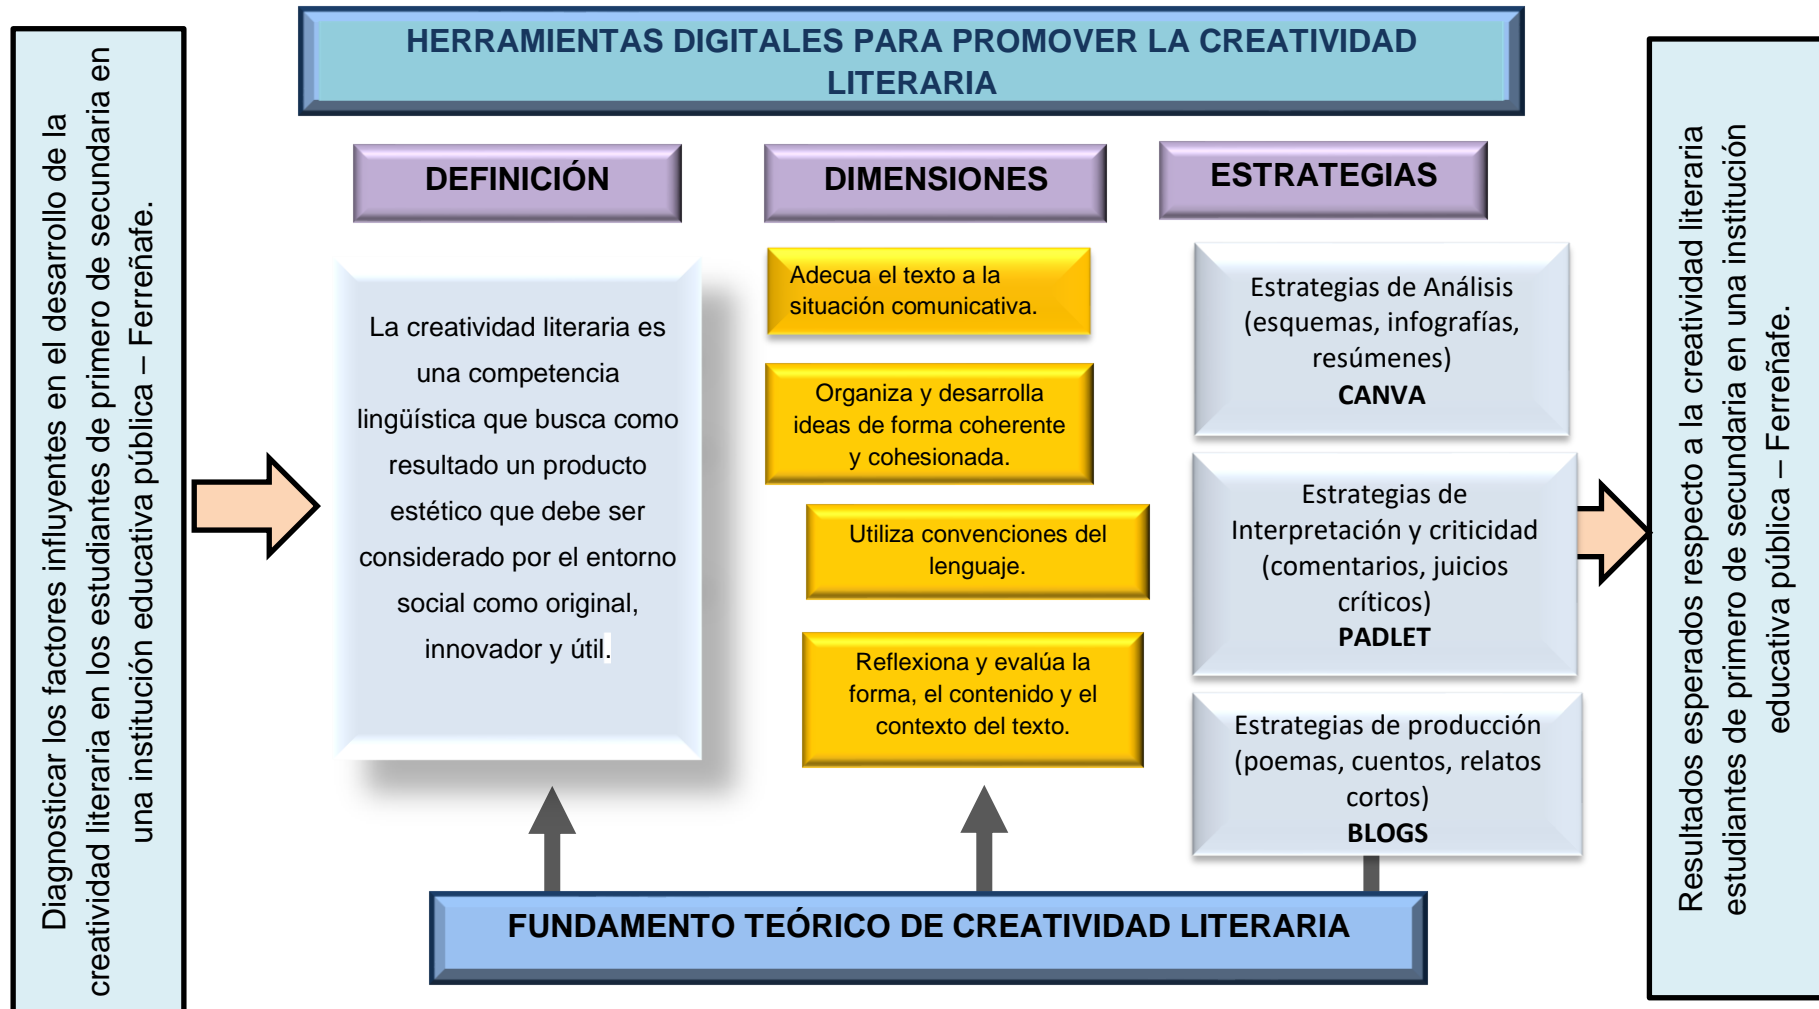 Diagnosticar los factores influyentes en el desarrollo de la
creatividad literaria en los estudiantes de primero de secundaria en
una institución educativa pública – Ferreñafe.
HERRAMIENTAS DIGITALES PARA PROMOVER LA CREATIVIDAD
LITERARIA
DEFINICIÓN
La creatividad literaria es
una competencia
lingüística que busca como
resultado un producto
estético que debe ser
considerado por el entorno
social como original,
innovador y útil.
DIMENSIONES
Adecua el texto a la
situación comunicativa.
Organiza y desarrolla
ideas de forma coherente
y cohesionada.
Utiliza convenciones del
lenguaje.
Reflexiona y evalúa la
forma, el contenido y el
contexto del texto.
ESTRATEGIAS
Estrategias de Análisis
(esquemas, infografías,
resúmenes)
CANVA
Estrategias de
Interpretación y criticidad
(comentarios, juicios
críticos)
PADLET
Estrategias de producción
(poemas, cuentos, relatos
cortos)
BLOGS
FUNDAMENTO TEÓRICO DE CREATIVIDAD LITERARIA
Resultados esperados respecto a la creatividad literaria
estudiantes de primero de secundaria en una institución
educativa pública – Ferreñafe.